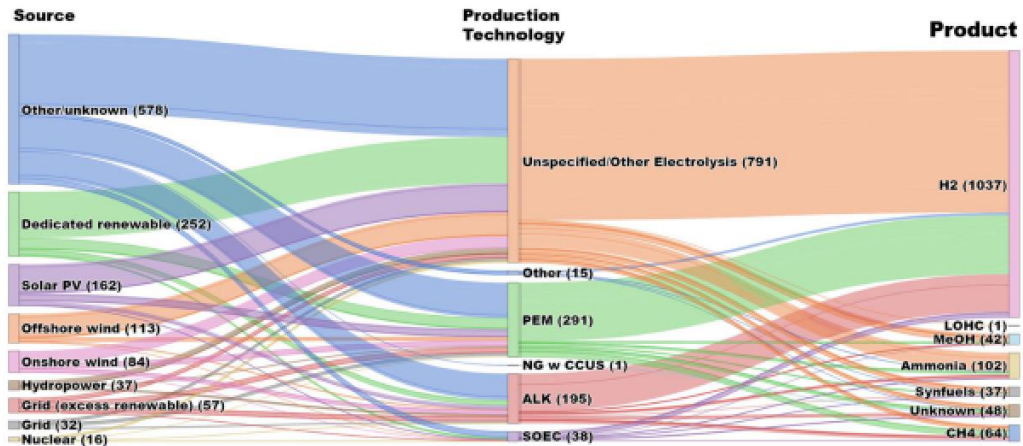 Source
Production
Technology
Product
Other/unknown (578)
Dedicated renewable (252)
Solar PV (162)
Offshore wind (113)
Onshore wind (84)
Hydropower (37)
Grid (excess renewable) (57)
Grid (32)
Nuclear (16)
Unspecified/Other Electrolysis (791)
Other (15)
PEM (291)
NG w CCUS (1)
ALK (195)
SOEC (38)
H2 (1037)
LOHC (1)
MeOH (42)
Ammonia (102)
Synfuels (37)
Unknown (48)
CH4 (64)